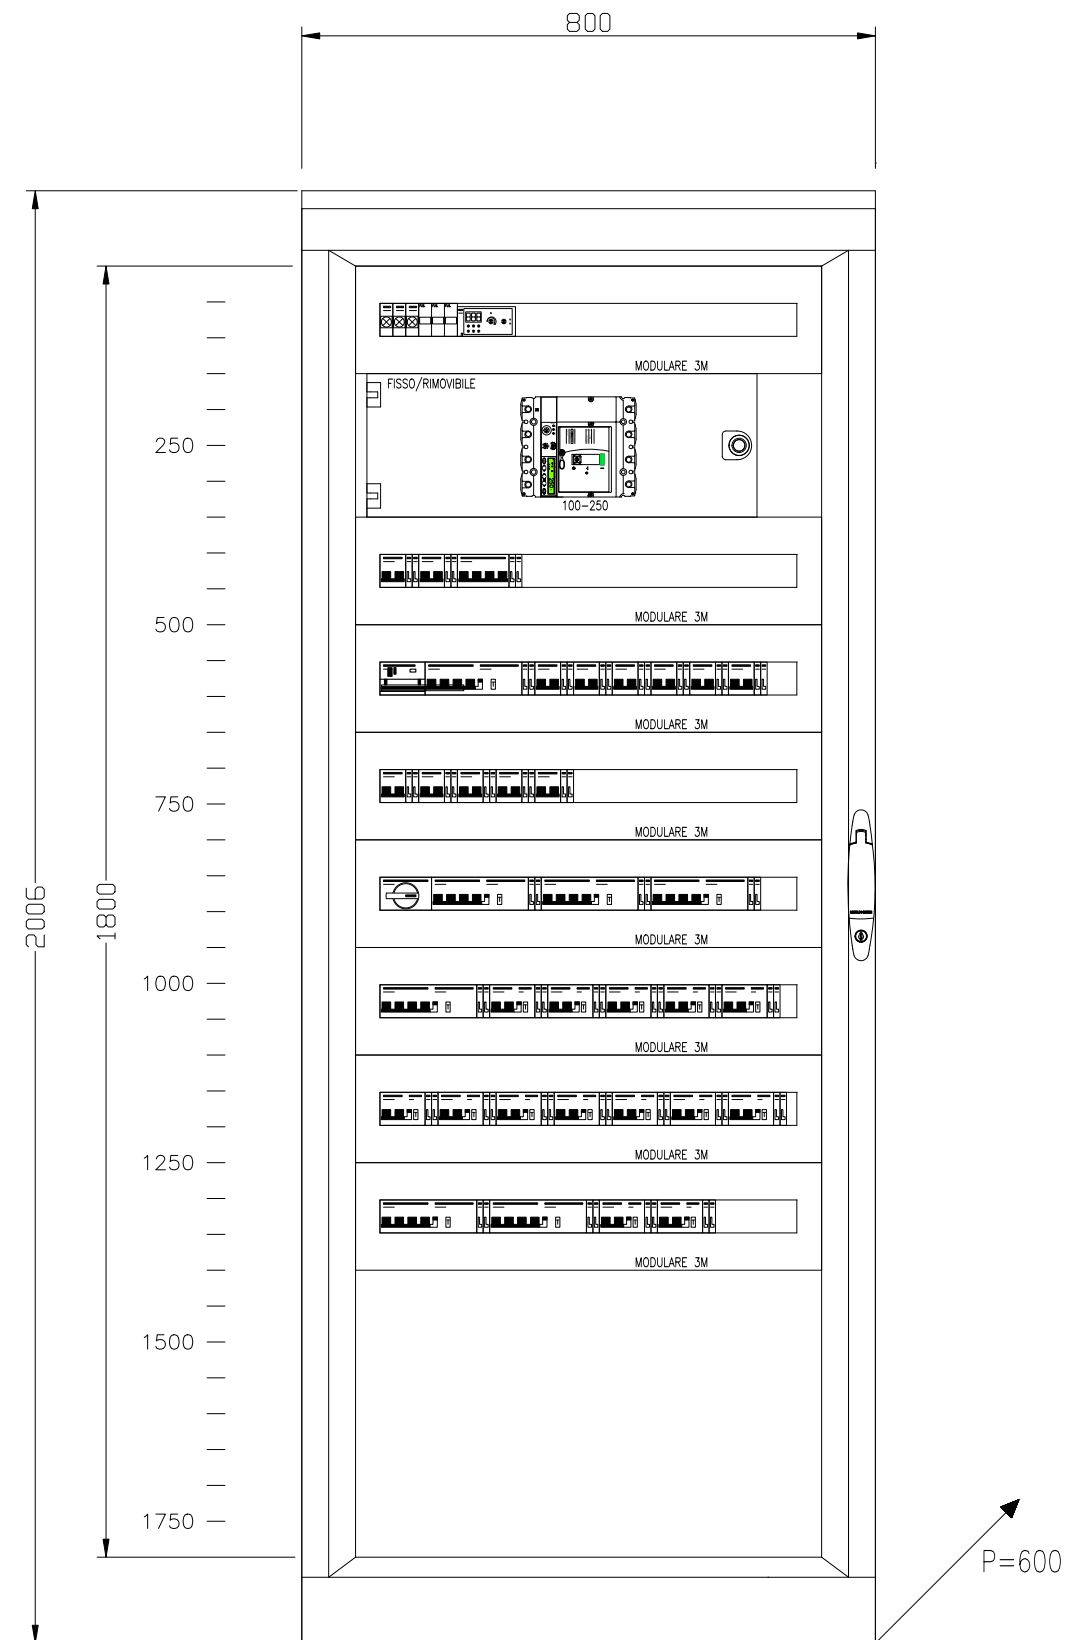 800
MODULARE 3M
FISSO/RIMOVIBILE
250
100-250
MODULARE 3M
500
MODULARE 3M
750
MODULARE 3M
2006
1800
MODULARE 3M
1000
MODULARE 3M
1250
MODULARE 3M
MODULARE 3M
1500
1750
P=600